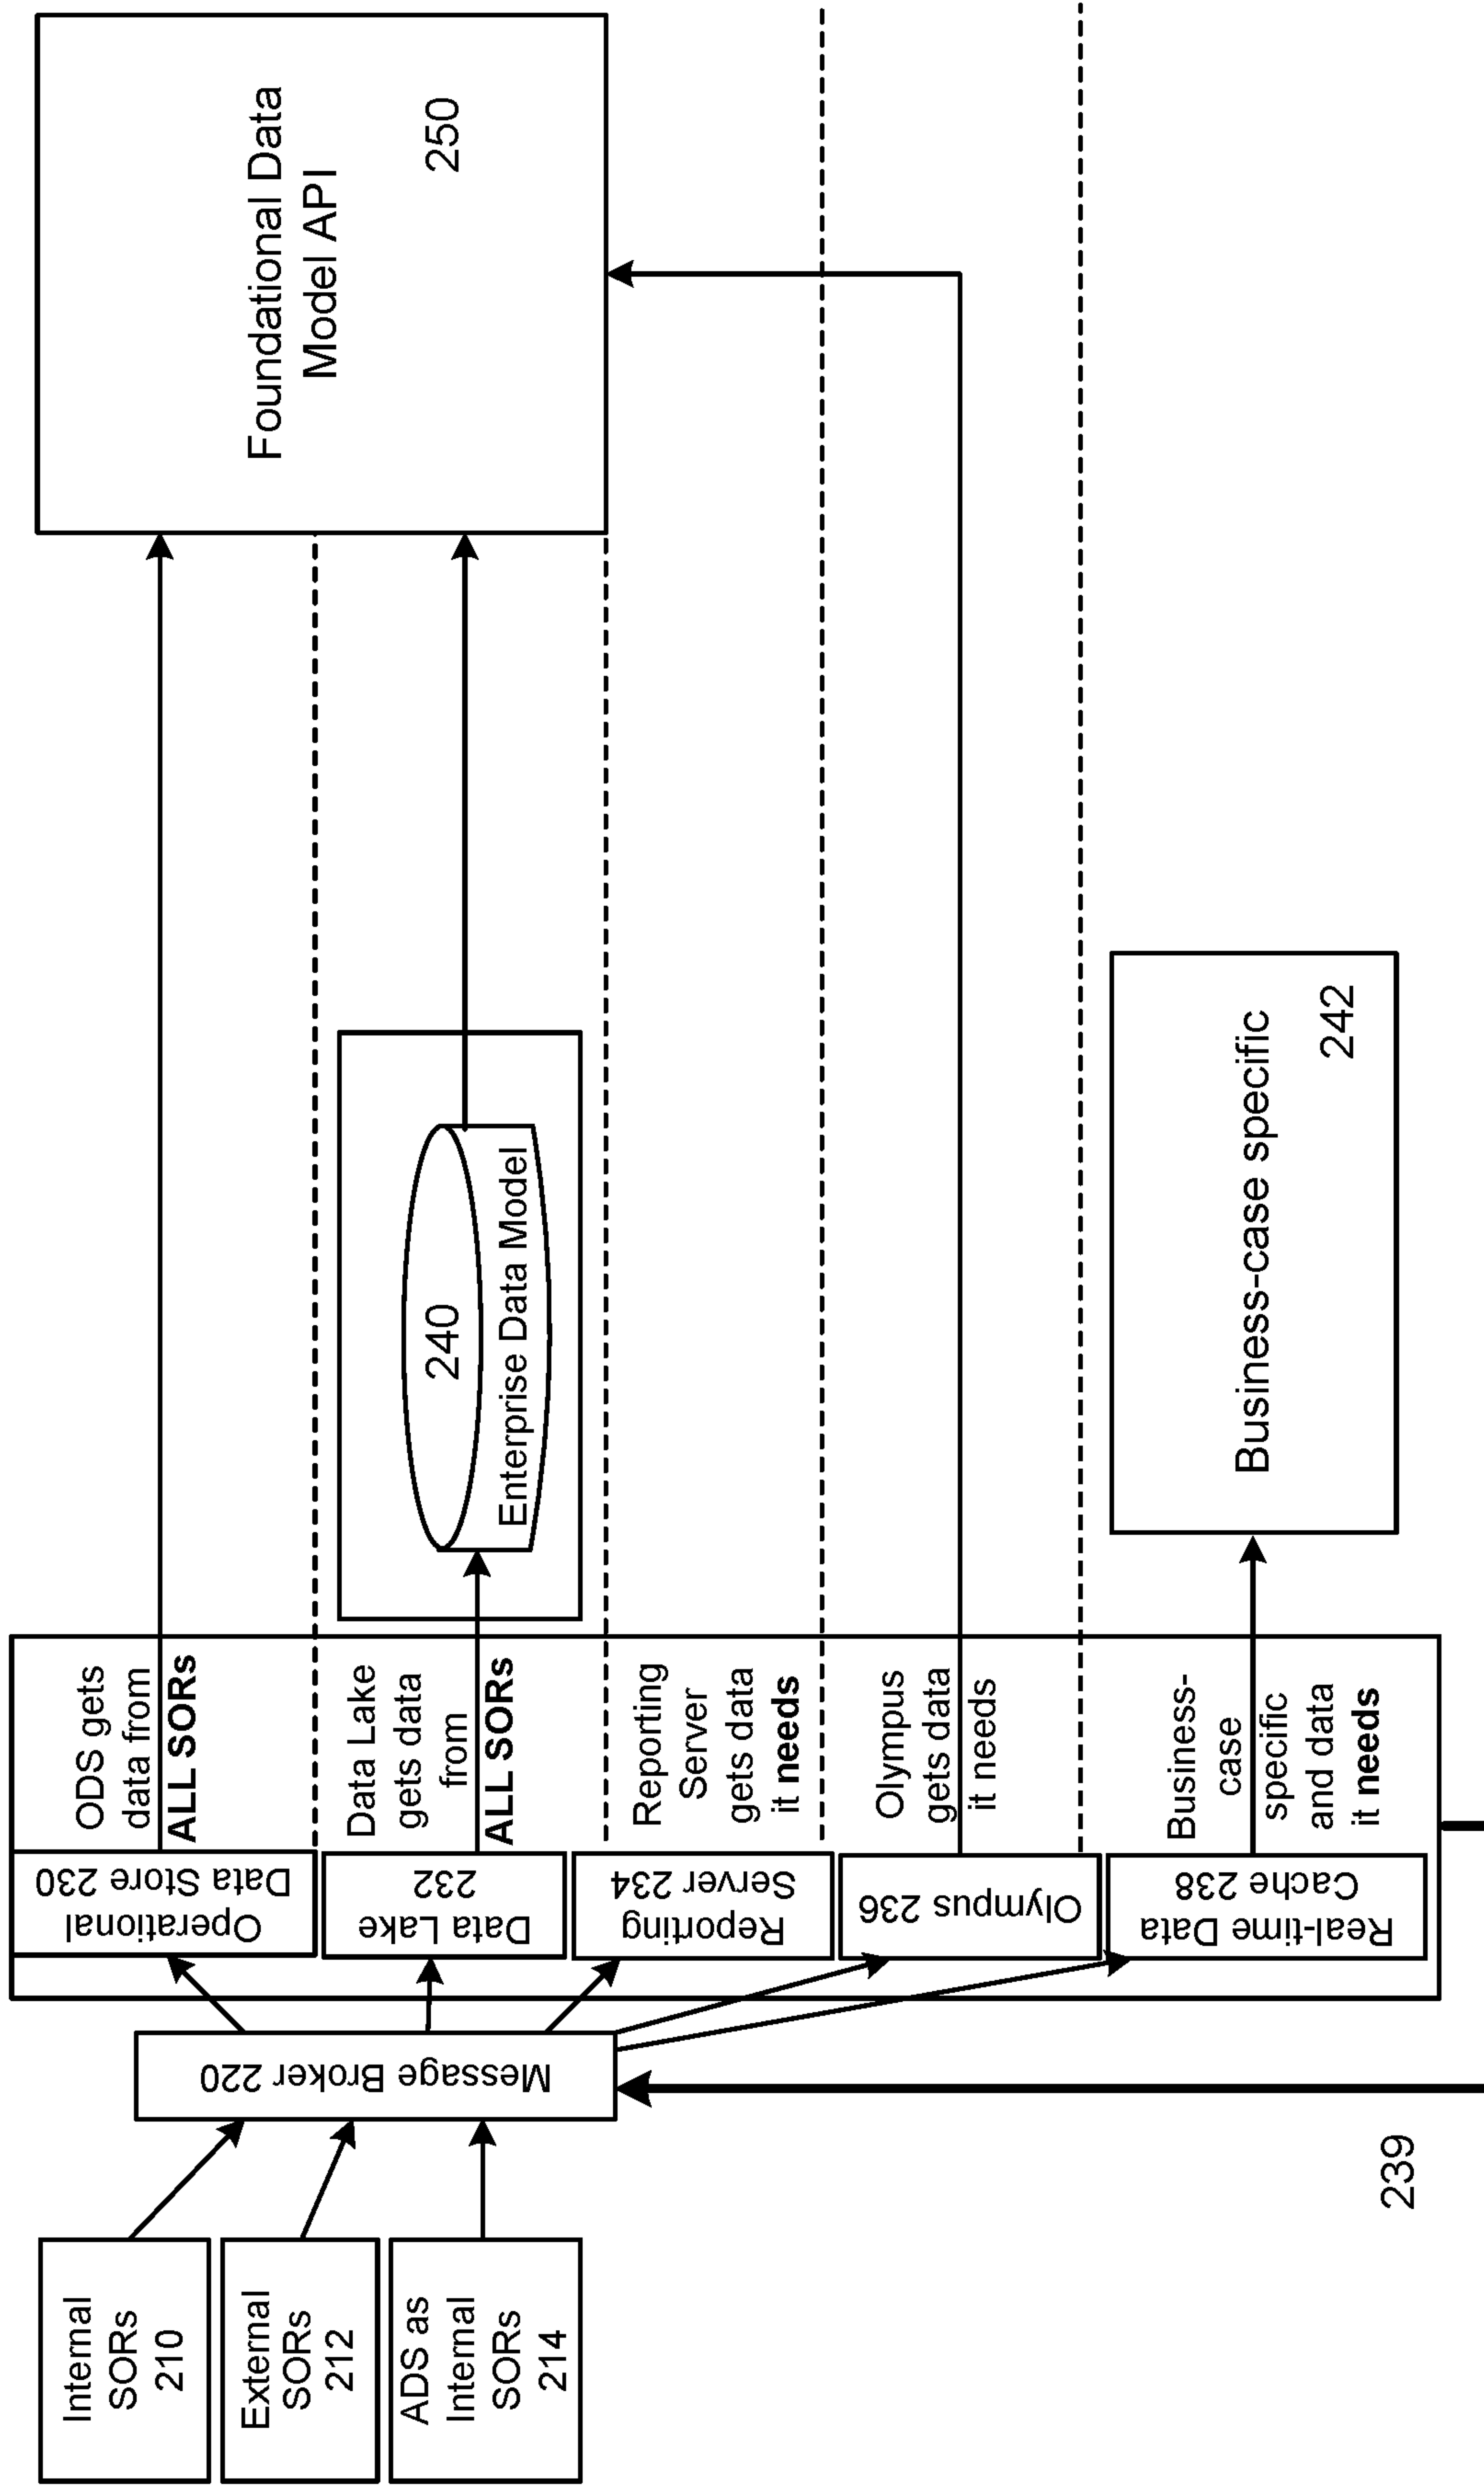 Internal
SORs
210
External
SORs
212
ADS as
Internal
SORs
214
Message Broker 220
239
Operational
Data Store 230
Data Lake
232
Reporting
Server 234
Olympus 236
Real-time Data
Cache 238
ODS gets
data from
ALL SORs
Data Lake
gets data
from
ALL SORs
Reporting
Server
gets data
it needs
Olympus
gets data
it needs
Business-
case
specific
and data
it needs
240
Enterprise Data Model
Business-case specific
242
Foundational Data
Model API
250